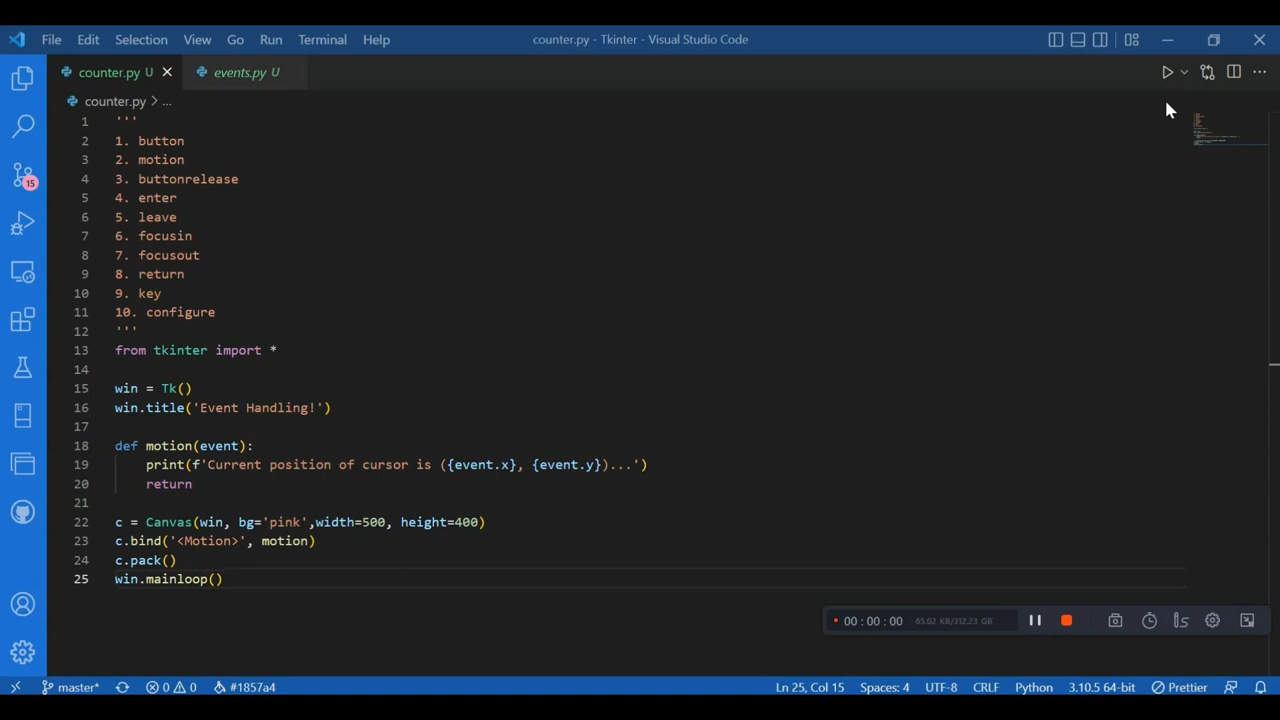 File Edit Selection View Go Run Terminal Help counter.py - Tkinter - Visual Studio Code
counter.py U events.py U
counter.py > ...
1 '''
2 1. button
3 2. motion
4 3. buttonrelease
5 4. enter
6 5. leave
7 6. focusin
8 7. focusout
9 8. return
10 9. key
11 10. configure
12 '''
13 from tkinter import *
14
15 win = Tk()
16 win.title('Event Handling!')
17
18 def motion(event):
19 print(f'Current position of cursor is ({event.x}, {event.y})...')
20 return
21
22 c = Canvas(win, bg='pink',width=500, height=400)
23 c.bind('<Motion>', motion)
24 c.pack()
25 win.mainloop()
15
00 : 00 : 00 65.02 KB/312.23 GB
master* 0 0 #1857a4 Ln 25, Col 15 Spaces: 4 UTF-8 CRLF Python 3.10.5 64-bit Prettier